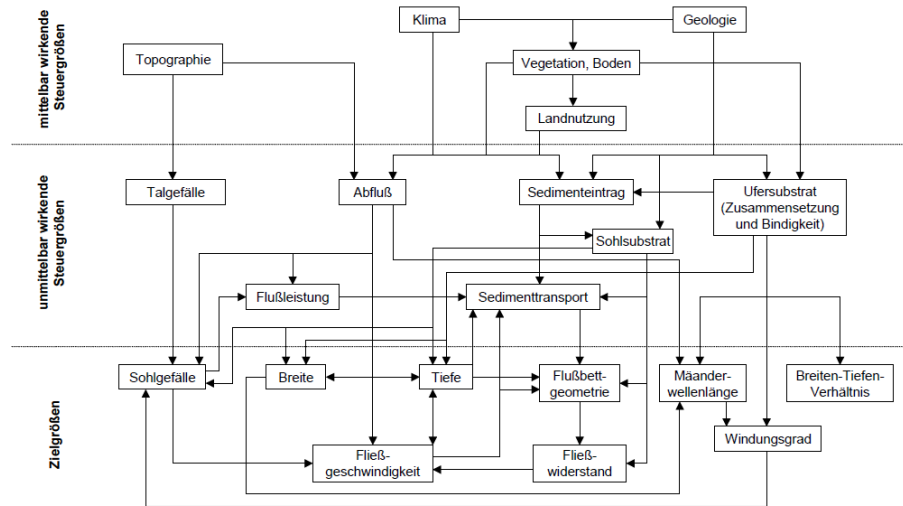 mittelbar wirkende
Steuergrößen
Klima
Geologie
Topographie
Vegetation, Boden
Landnutzung
unmittelbar wirkende
Steuergrößen
Talgefälle
Abfluß
Sedimenteintrag
Ufersubstrat
(Zusammensetzung
und Bindigkeit)
Sohlsubstrat
Flußleistung
Sedimenttransport
Zielgrößen
Sohlgefälle
Breite
Tiefe
Flußbett-
geometrie
Mäander-
wellenlänge
Breiten-Tiefen-
Verhältnis
Windungsgrad
Fließ-
geschwindigkeit
Fließ-
widerstand